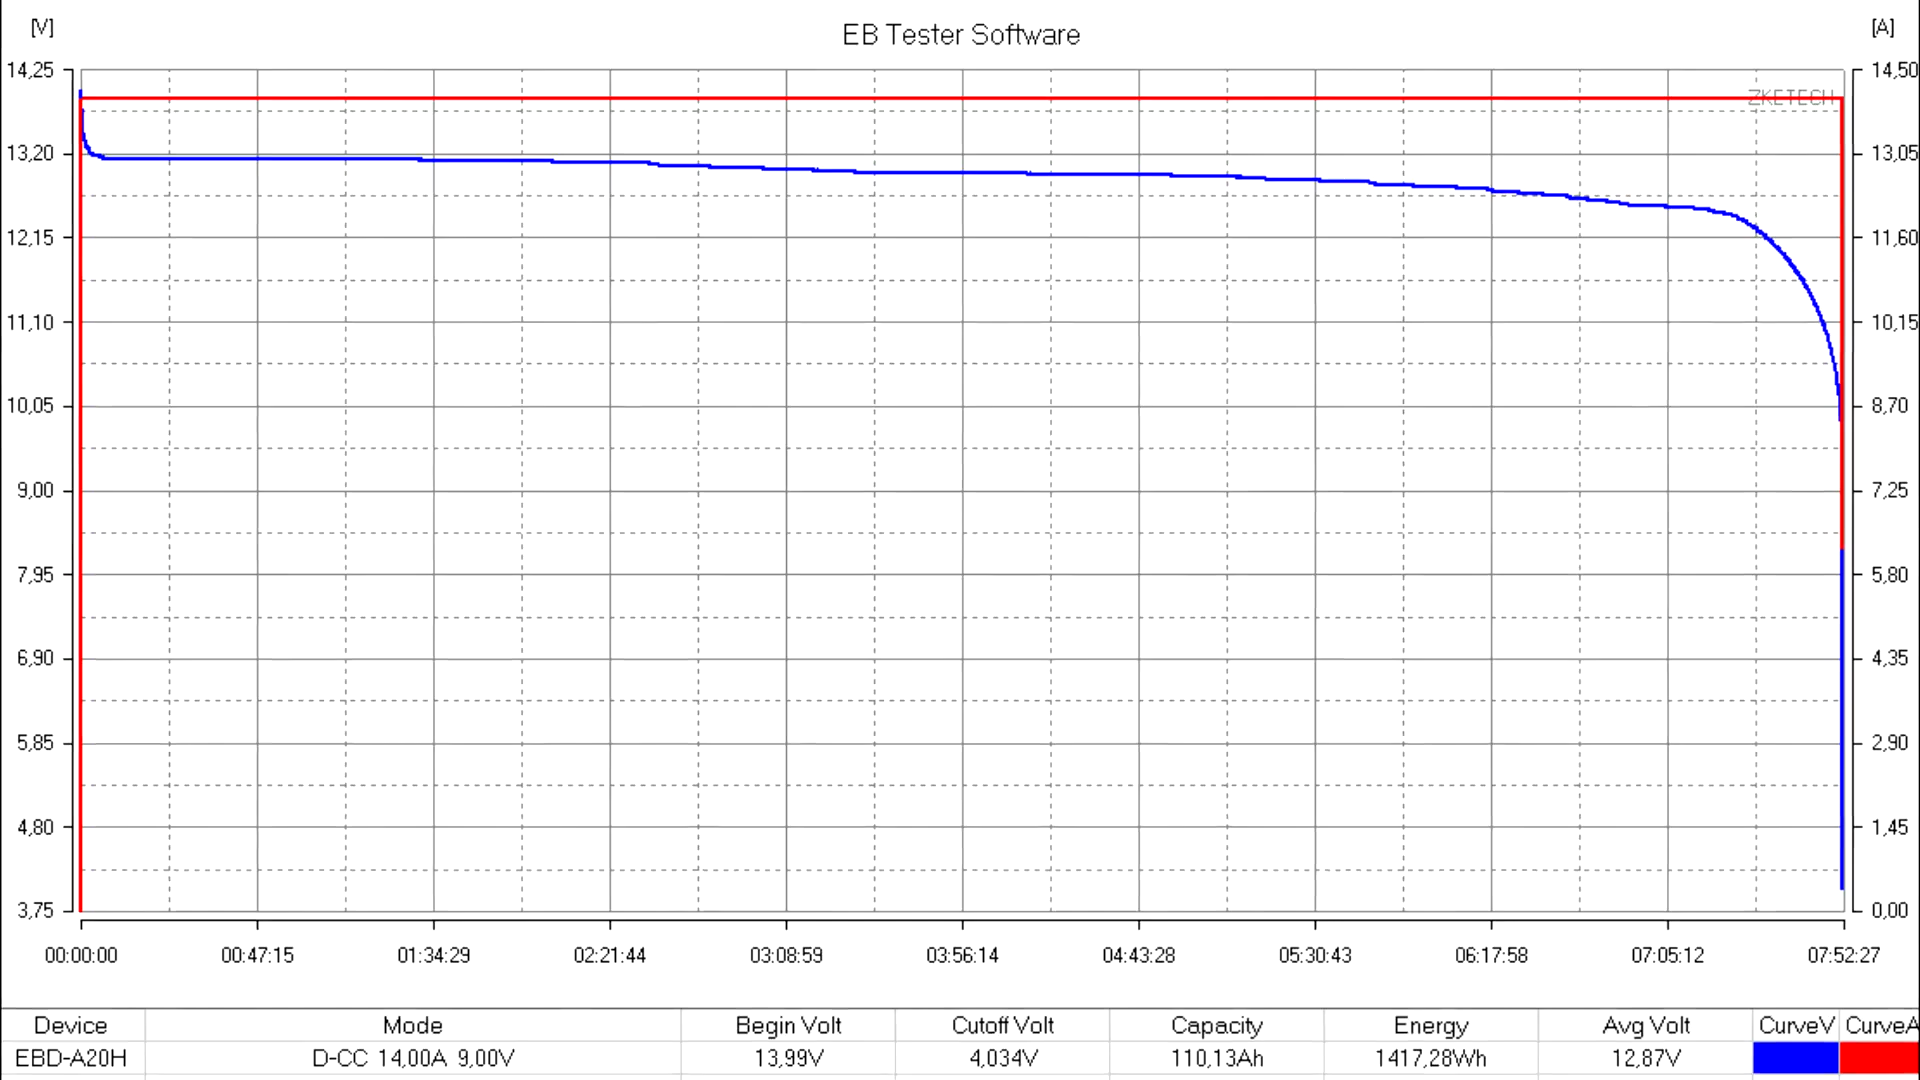 [V] EB Tester Software [A]
14,25 14,50
ZKETECH
13,20 13,05
12,15 11,60
11,10 10,15
10,05 8,70
9,00 7,25
7,95 5,80
6,90 4,35
5,85 2,90
4,80 1,45
3,75 0,00
00:00:00 00:47:15 01:34:29 02:21:44 03:08:59 03:56:14 04:43:28 05:30:43 06:17:58 07:05:12 07:52:27
Device Mode Begin Volt Cutoff Volt Capacity Energy Avg Volt CurveV CurveA
EBD-A20H D-CC 14,00A 9,00V 13,99V 4,034V 110,13Ah 1417,28Wh 12,87V